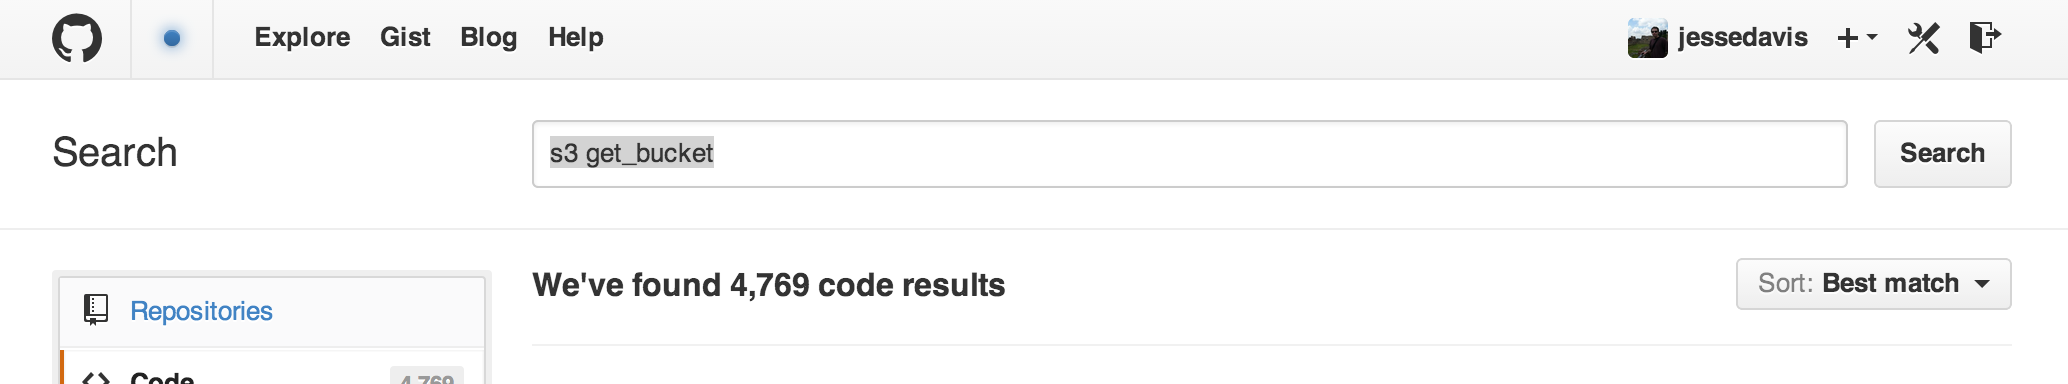 Explore Gist Blog Help jessedavis
Search s3 get_bucket Search
Repositories
We've found 4,769 code results Sort: Best match
Code 4,769